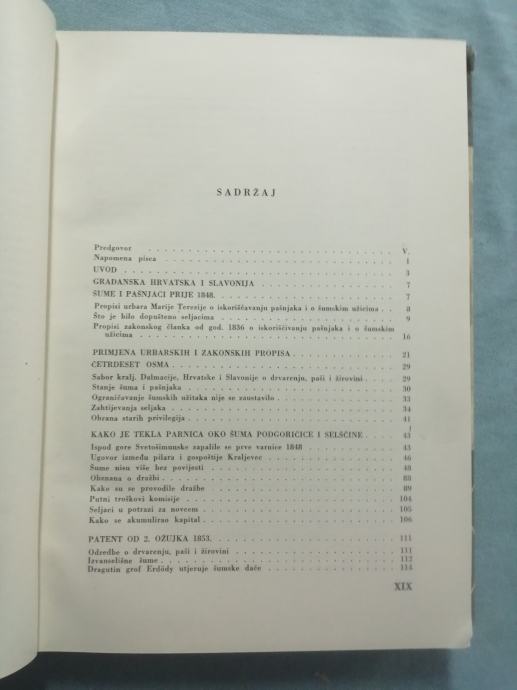 SADRŽAJ
Predgovor . . . . . . . . . . . . . . . . . . . . V.
Napomena pisca . . . . . . . . . . . . . . . . . . . . 1
UVOD . . . . . . . . . . . . . . . . . . . . 3
GRAĐANSKA HRVATSKA I SLAVONIJA . . . . . . . . . . 7
ŠUME I PAŠNJACI PRIJE 1848. . . . . . . . . . . . . 7
Propisi urbara Marije Terezije o iskorišćavanju pašnjaka i o šumskim užicima . . 8
Što je bilo dopušteno seljacima . . . . . . . . . . . . 9
Propisi zakonskog članka od god. 1836 o iskorišćivanju pašnjaka i o šumskim
užicima . . . . . . . . . . . . . . . . . . 16
PRIMJENA URBARSKIH I ZAKONSKIH PROPISA . . . . . . . 21
ČETRDESET OSMA . . . . . . . . . . . . . . . . 29
Sabor kralj. Dalmacije, Hrvatske i Slavonije o drvarenju, paši i žirovini . . . 29
Stanje šuma i pašnjaka . . . . . . . . . . . . . . . 30
Ograničavanje šumskih užitaka nije se zaustavilo . . . . . . . . 33
Zahtijevanja seljaka . . . . . . . . . . . . . . . . 34
Obrana starih privilegija . . . . . . . . . . . . . . . 41
KAKO JE TEKLA PARNICA OKO ŠUMA PODGORIČICE I SELŠČINE . 43
Ispod gore Svetošimunske zapalile se prve varnice 1848 . . . . . . 43
Ugovor između pilara i gospoštije Kraljevec . . . . . . . . . 46
Šume nisu više bez povijesti . . . . . . . . . . . . . 48
Obznana o dražbi . . . . . . . . . . . . . . . . 88
Kako su se provodile dražbe . . . . . . . . . . . . . 89
Putni troškovi komisije . . . . . . . . . . . . . . . 104
Seljaci u potrazi za novcem . . . . . . . . . . . . . 105
Kako se akumulirao kapital . . . . . . . . . . . . . . 106
PATENT OD 2. OŽUJKA 1853. . . . . . . . . . . . . . 111
Odredbe o drvarenju, paši i žirovini . . . . . . . . . . . 111
Izvanselišne šume . . . . . . . . . . . . . . . . 112
Dragutin grof Erdödy utjeruje šumske daće . . . . . . . . . 114
XIX